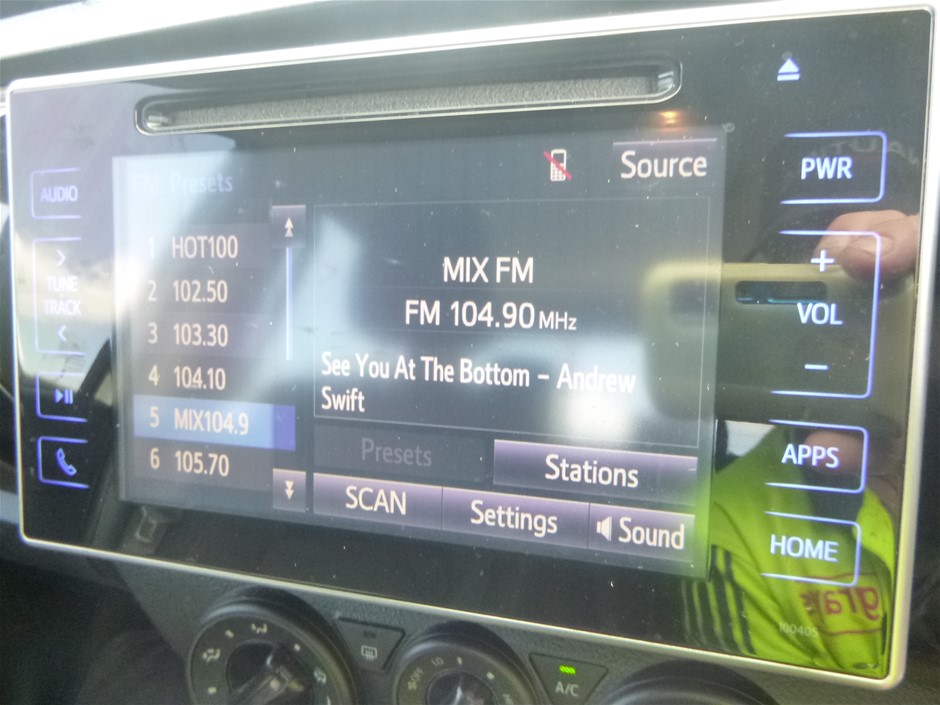 FM: Presets
Source
PWR
AUDIO
TUNE
TRACK
1 HOT100
2 102.50
3 103.30
4 104.10
5 MIX104.9
6 105.70
MIX FM
FM 104.90 MHz
See You At The Bottom – Andrew
Swift
+
VOL
−
Presets
Stations
SCAN
Settings
Sound
APPS
HOME
100405
A/C
LO